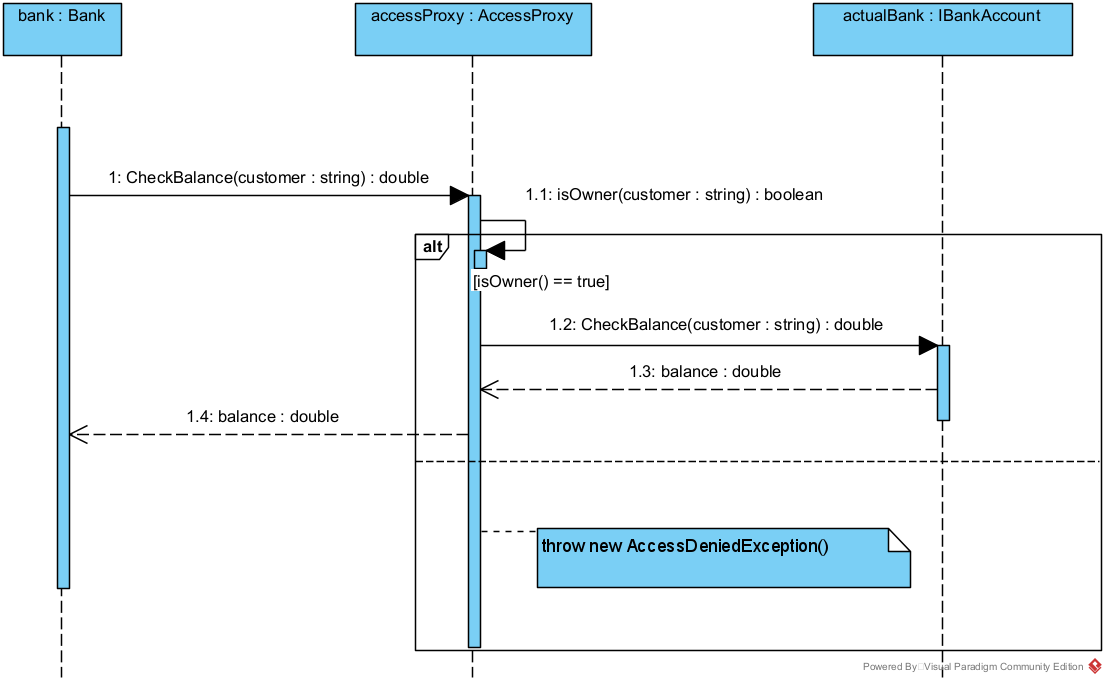 bank : Bank
accessProxy : AccessProxy
actualBank : IBankAccount
1: CheckBalance(customer : string) : double
1.1: isOwner(customer : string) : boolean
alt
[isOwner() == true]
1.2: CheckBalance(customer : string) : double
1.3: balance : double
1.4: balance : double
throw new AccessDeniedException()
Powered By Visual Paradigm Community Edition